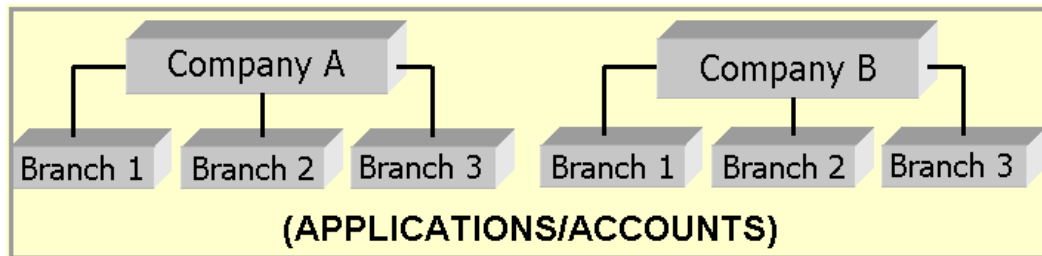 Company A
Company B
Branch 1
Branch 2
Branch 3
Branch 1
Branch 2
Branch 3
(APPLICATIONS/ACCOUNTS)